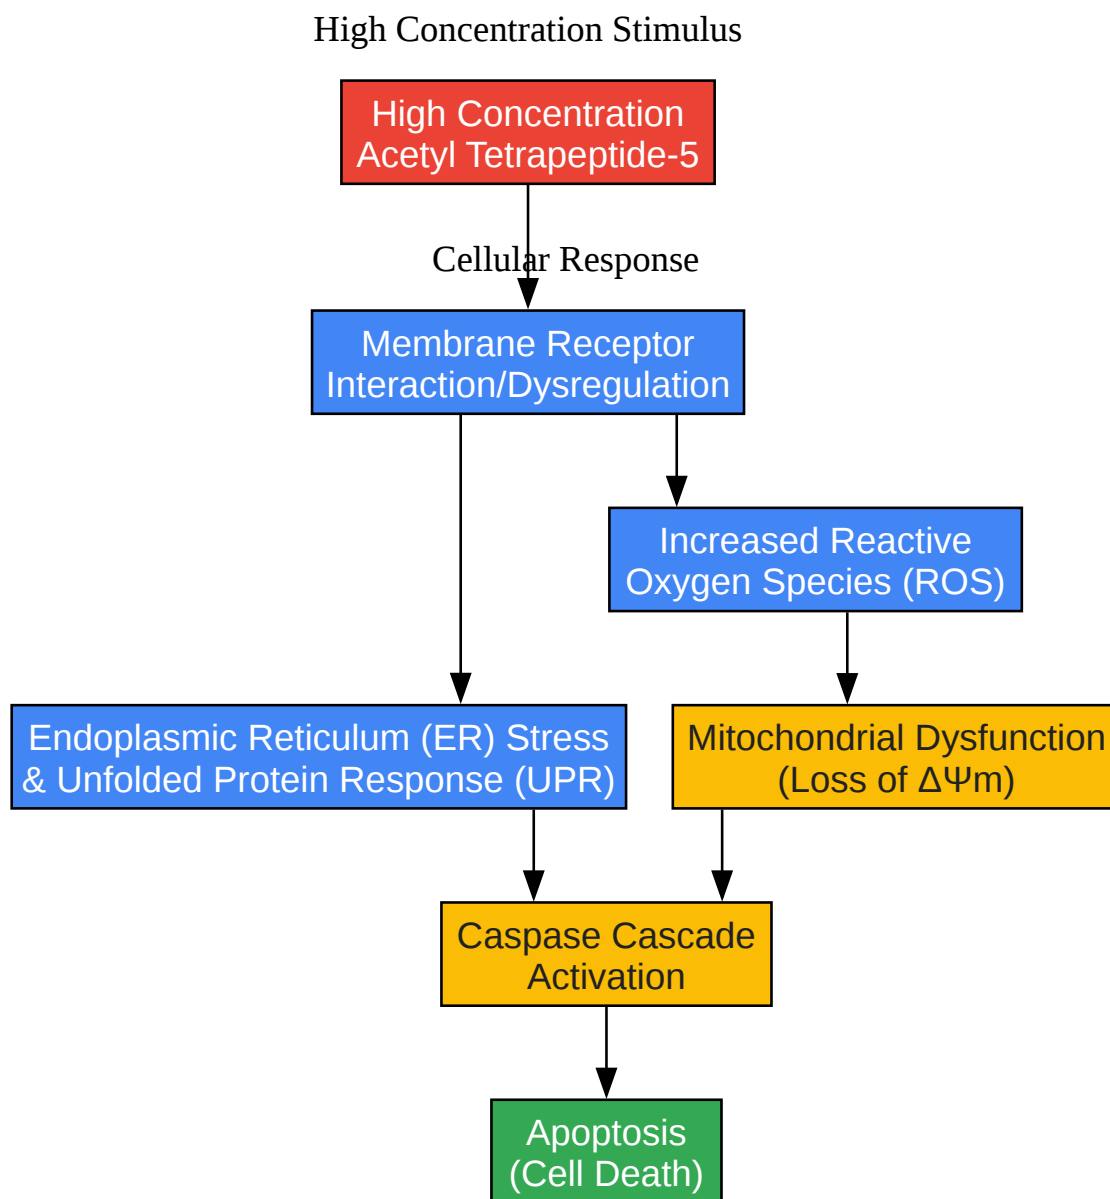 High Concentration Stimulus
High Concentration
Acetyl Tetrapeptide-5
Cellular Response
Membrane Receptor
Interaction/Dysregulation
Increased Reactive
Oxygen Species (ROS)
Endoplasmic Reticulum (ER) Stress
& Unfolded Protein Response (UPR)
Mitochondrial Dysfunction
(Loss of ΔΨm)
Caspase Cascade
Activation
Apoptosis
(Cell Death)